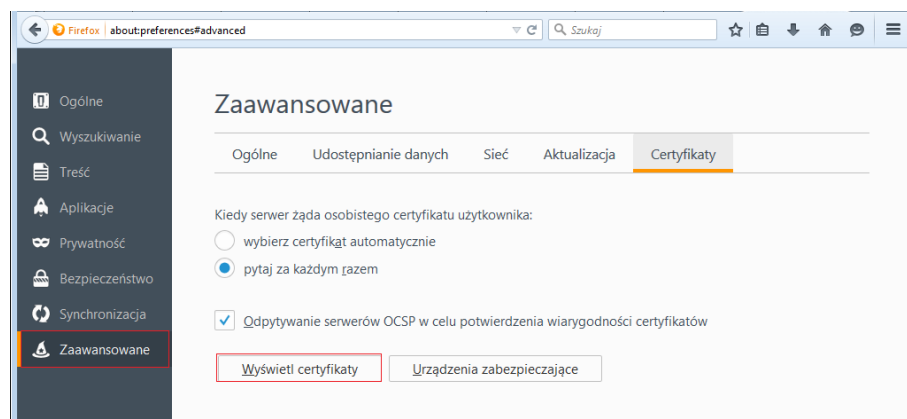 Firefox about:preferences#advanced Szukaj
Ogólne
Wyszukiwanie
Treść
Aplikacje
Prywatność
Bezpieczeństwo
Synchronizacja
Zaawansowane
Zaawansowane
Ogólne Udostępnianie danych Sieć Aktualizacja Certyfikaty
Kiedy serwer żąda osobistego certyfikatu użytkownika:
wybierz certyfikat automatycznie
pytaj za każdym razem
Odpytywanie serwerów OCSP w celu potwierdzenia wiarygodności certyfikatów
Wyświetl certyfikaty Urządzenia zabezpieczające